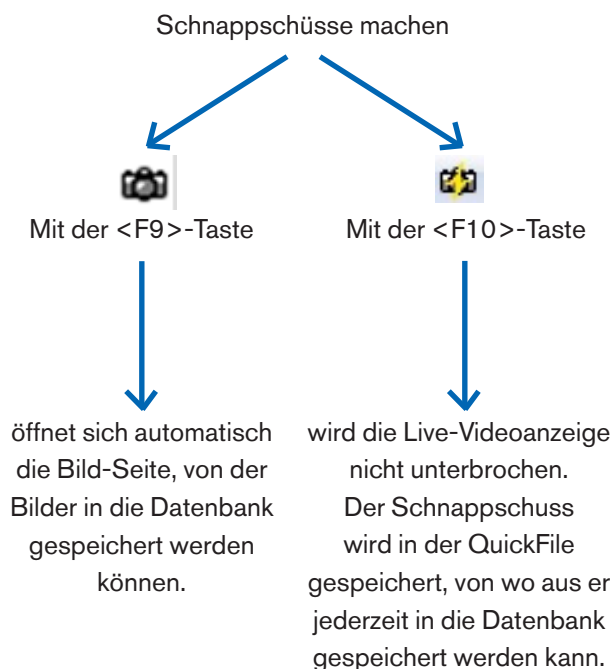 Schnappschüsse machen
Mit der <F9>-Taste
öffnet sich automatisch
die Bild-Seite, von der
Bilder in die Datenbank
gespeichert werden
können.
Mit der <F10>-Taste
wird die Live-Videoanzeige
nicht unterbrochen.
Der Schnappschuss
wird in der QuickFile
gespeichert, von wo aus er
jederzeit in die Datenbank
gespeichert werden kann.